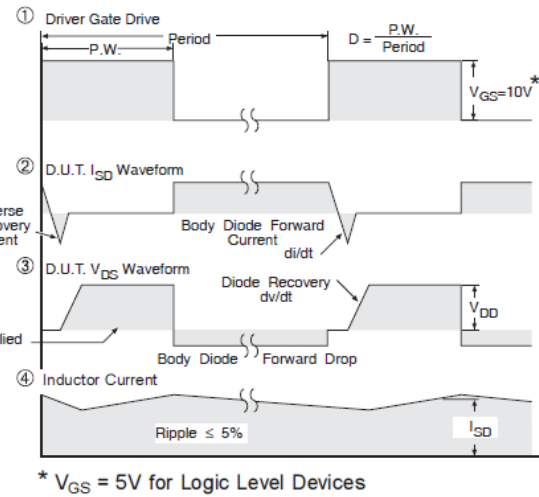 ① Driver Gate Drive
P.W.
Period
D = P.W.
Period
VGS=10V *
② D.U.T. ISD Waveform
Body Diode Forward
Current
di/dt
③ D.U.T. VDS Waveform
Diode Recovery
dv/dt
VDD
Body Diode Forward Drop
④ Inductor Current
Ripple ≤ 5%
ISD
* VGS = 5V for Logic Level Devices